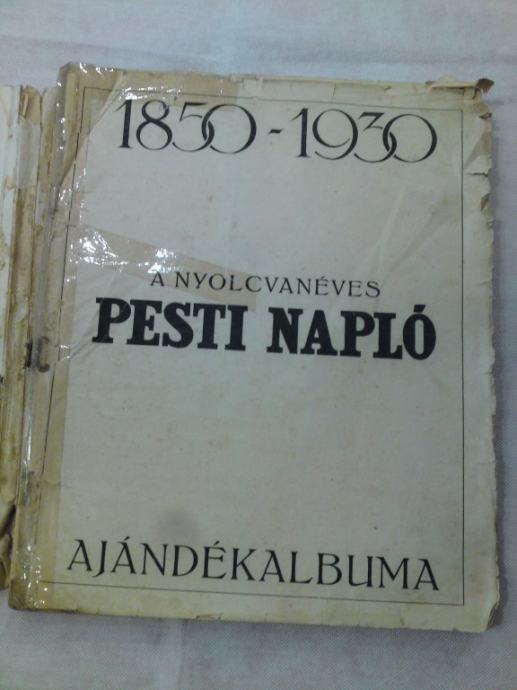 1850-1930
A NYOLCVANÉVES
PESTI NAPLÓ
AJÁNDÉKALBUMA